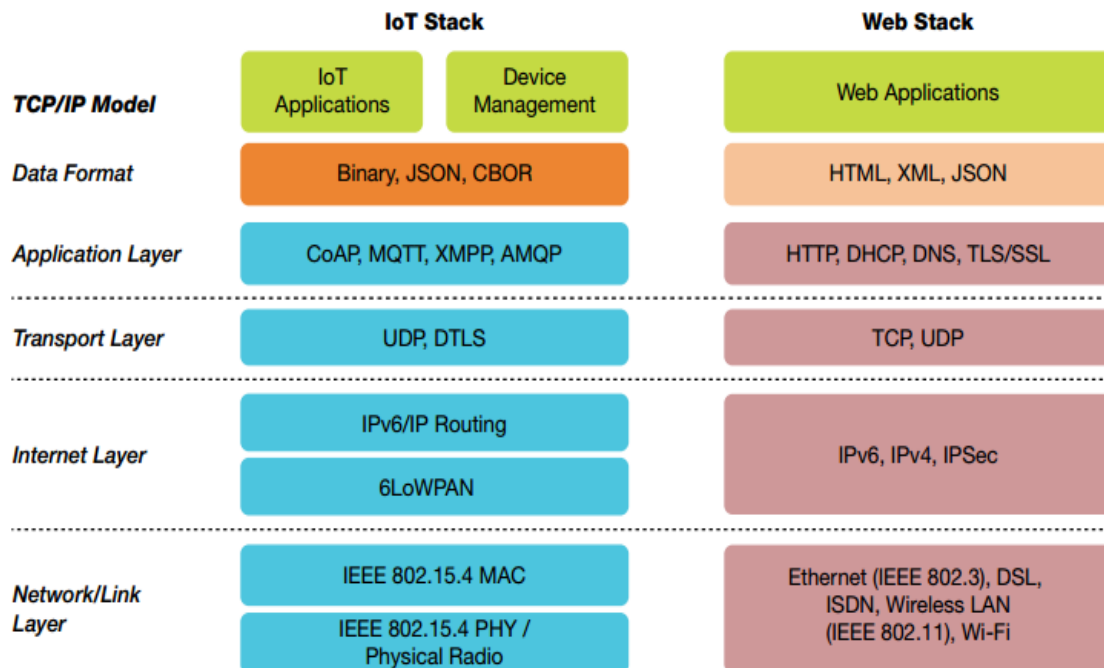 IoT Stack
Web Stack
TCP/IP Model
IoT
Applications
Device
Management
Web Applications
Data Format
Binary, JSON, CBOR
HTML, XML, JSON
Application Layer
CoAP, MQTT, XMPP, AMQP
HTTP, DHCP, DNS, TLS/SSL
Transport Layer
UDP, DTLS
TCP, UDP
Internet Layer
IPv6/IP Routing
6LoWPAN
IPv6, IPv4, IPSec
Network/Link
Layer
IEEE 802.15.4 MAC
IEEE 802.15.4 PHY /
Physical Radio
Ethernet (IEEE 802.3), DSL,
ISDN, Wireless LAN
(IEEE 802.11), Wi-Fi